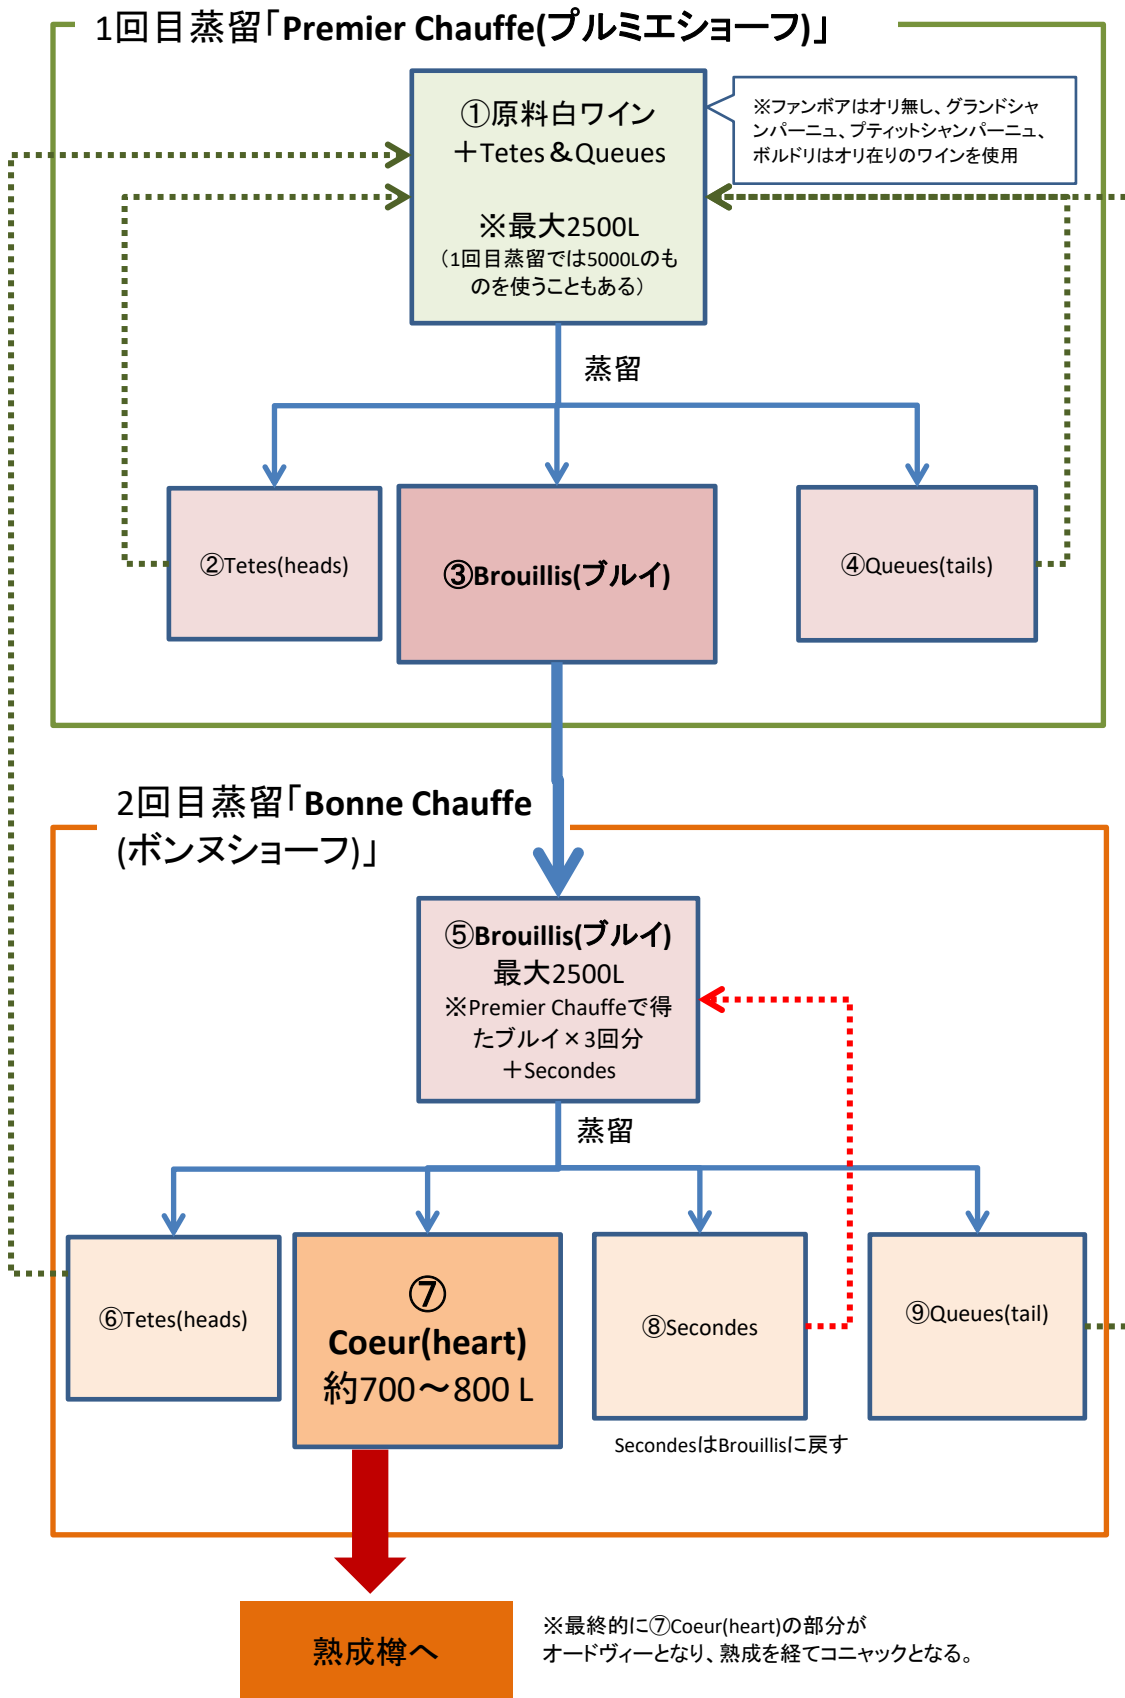 1回目蒸留「Premier Chauffe(プルミエショーフ)」
①原料白ワイン
＋Tetes＆Queues
※最大2500L
（1回目蒸留では5000Lのも
のを使うこともある）
※ファンボアはオリ無し、グランドシャ
ンパーニュ、プティットシャンパーニュ、
ボルドリはオリ在りのワインを使用
蒸留
②Tetes(heads)
③Brouillis(ブルイ)
④Queues(tails)
2回目蒸留「Bonne Chauffe
(ボンヌショーフ)」
⑤Brouillis(ブルイ)
最大2500L
※Premier Chauffeで得
たブルイ×3回分
＋Secondes
蒸留
⑥Tetes(heads)
⑦
Coeur(heart)
約700～800 L
⑧Secondes
⑨Queues(tail)
SecondesはBrouillisに戻す
熟成樽へ
※最終的に⑦Coeur(heart)の部分が
オードヴィーとなり、熟成を経てコニャックとなる。